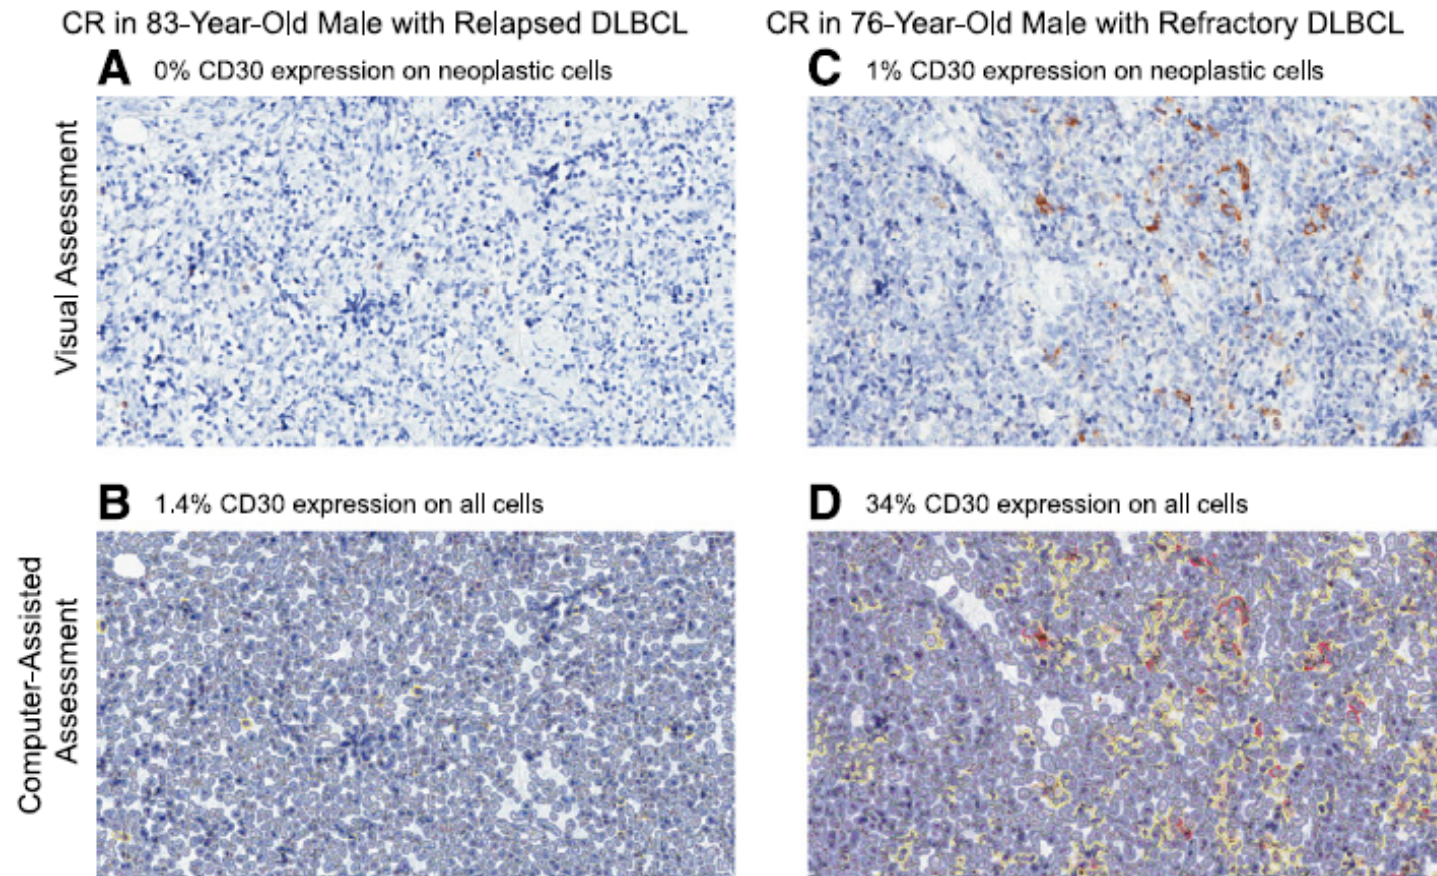 CR in 83-Year-Old Male with Relapsed DLBCL
CR in 76-Year-Old Male with Refractory DLBCL
A 0% CD30 expression on neoplastic cells
C 1% CD30 expression on neoplastic cells
Visual Assessment
B 1.4% CD30 expression on all cells
D 34% CD30 expression on all cells
Computer-Assisted
Assessment